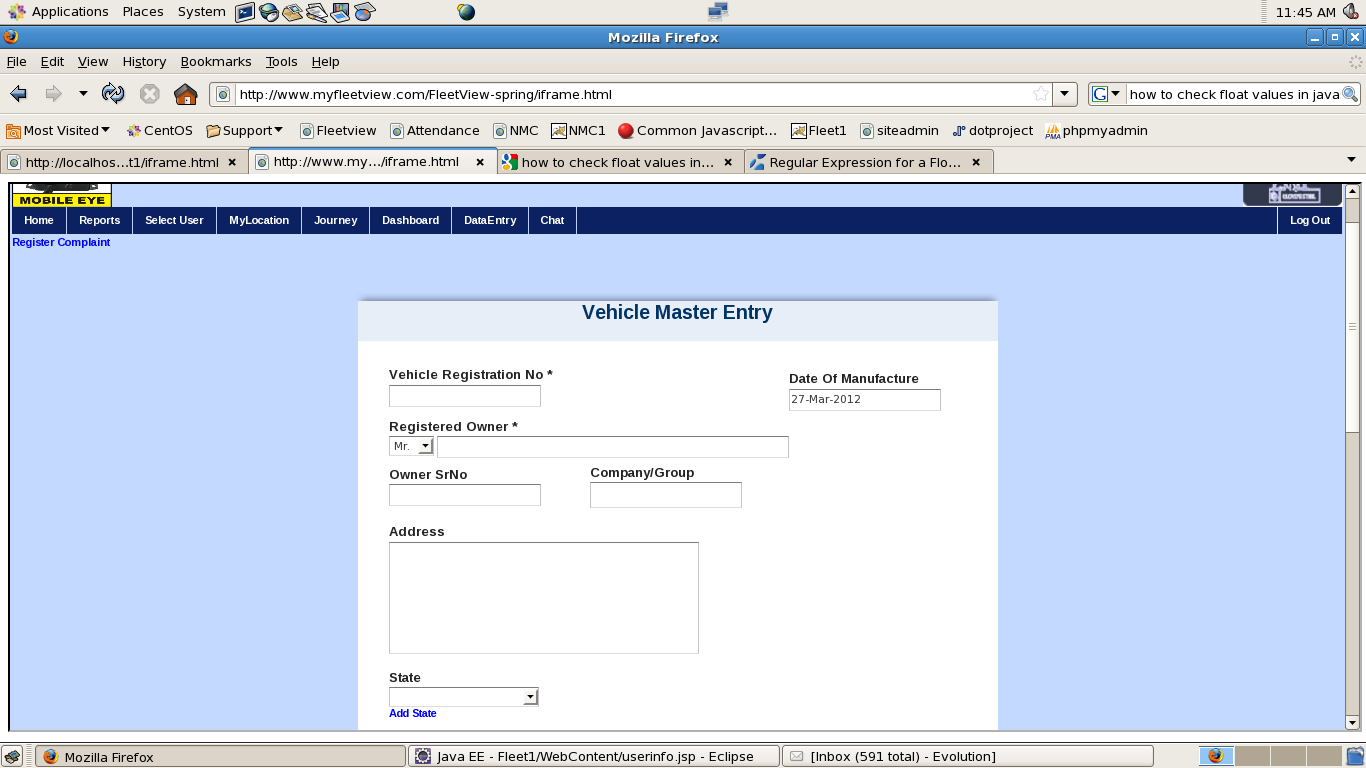 Applications Places System 11:45 AM
Mozilla Firefox
File Edit View History Bookmarks Tools Help
http://www.myfleetview.com/FleetView-spring/iframe.html how to check float values in java
Most Visited CentOS Support Fleetview Attendance NMC NMC1 Common Javascript... Fleet1 siteadmin dotproject phpmyadmin
http://localhos...t1/iframe.html http://www.my.../iframe.html how to check float values in... Regular Expression for a Flo...
MOBILE EYE
Home Reports Select User MyLocation Journey Dashboard DataEntry Chat Log Out
Register Complaint
Vehicle Master Entry
Vehicle Registration No *
Date Of Manufacture
27-Mar-2012
Registered Owner *
Mr.
Owner SrNo Company/Group
Address
State
Add State
Mozilla Firefox Java EE - Fleet1/WebContent/userinfo.jsp - Eclipse [Inbox (591 total) - Evolution]